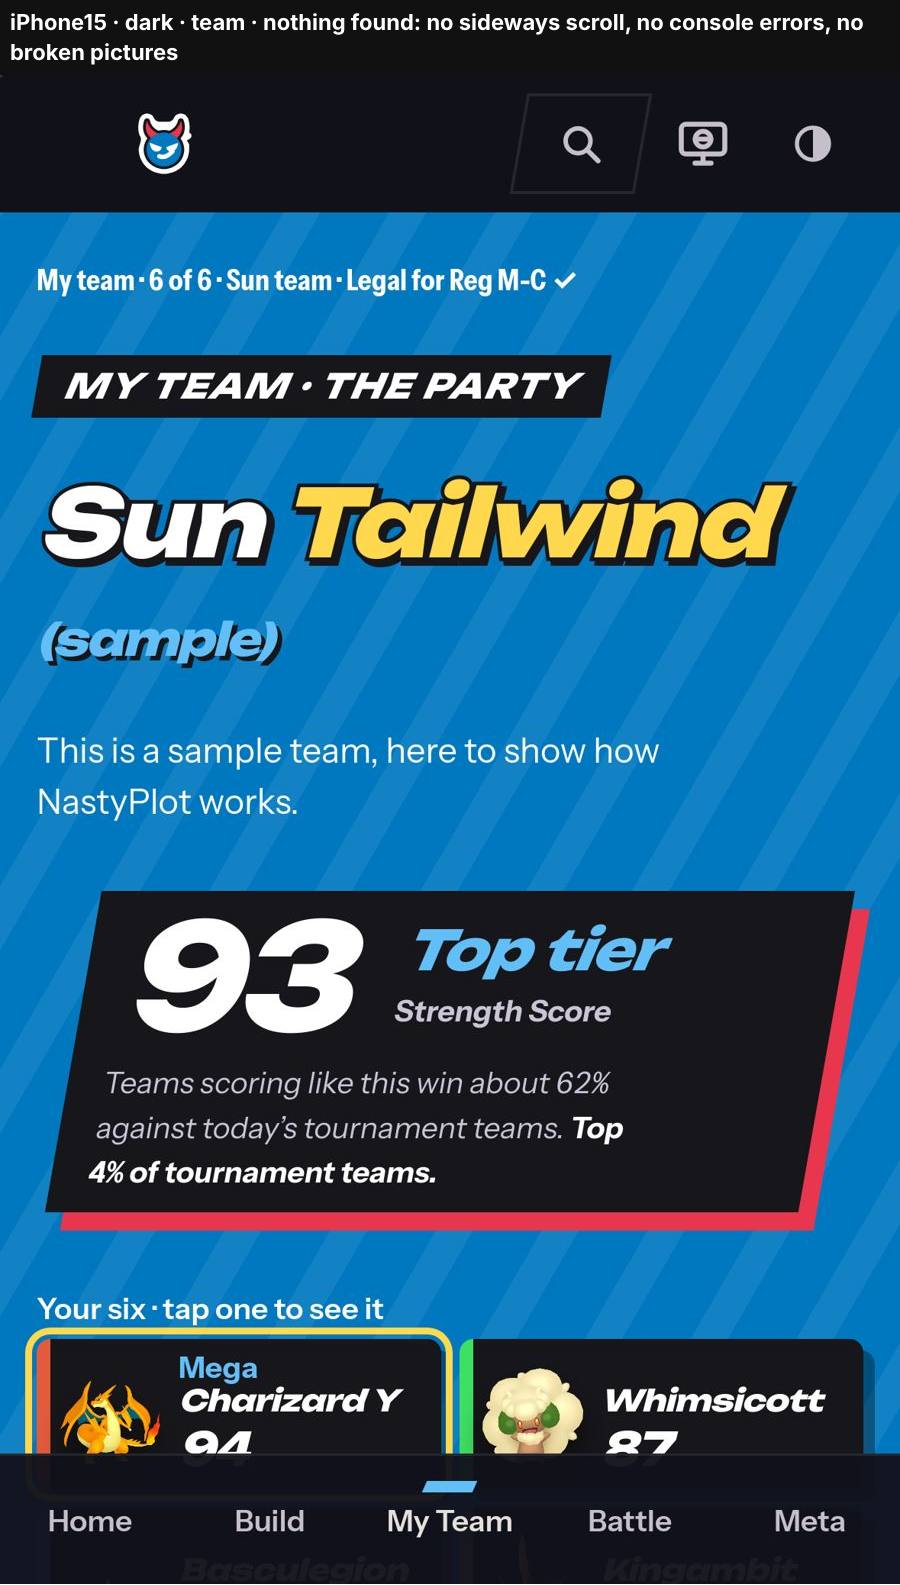 iPhone15 · dark · team · nothing found: no sideways scroll, no console errors, no
broken pictures
My team · 6 of 6 · Sun team · Legal for Reg M-C ✓
MY TEAM · THE PARTY
Sun Tailwind
(sample)
This is a sample team, here to show how
NastyPlot works.
93 Top tier
Strength Score
Teams scoring like this win about 62%
against today's tournament teams. Top
4% of tournament teams.
Your six · tap one to see it
Mega
Charizard Y
94
Whimsicott
87
Home Build My Team Battle Meta
Basculegion Kingambit